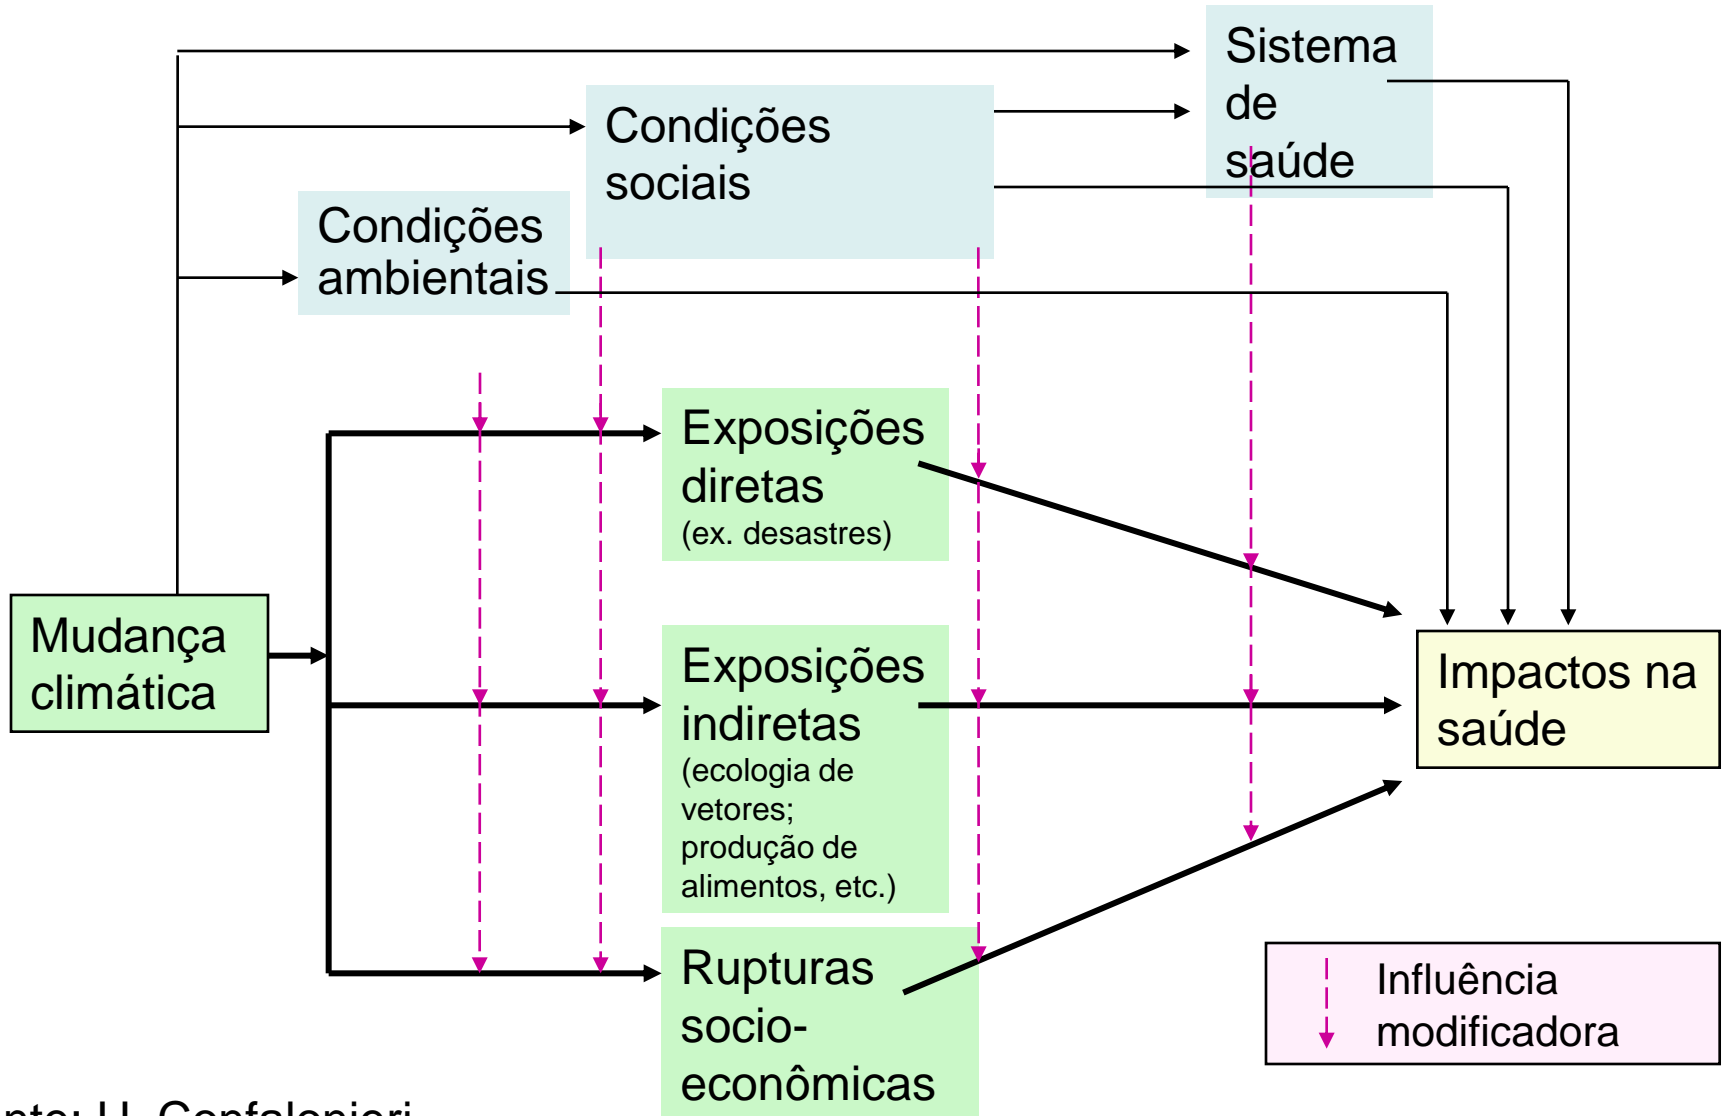 Sistema
de
saúde
Condições
sociais
Condições
ambientais
Exposições
diretas
(ex. desastres)
Mudança
climática
Exposições
indiretas
(ecologia de
vetores;
produção de
alimentos, etc.)
Impactos na
saúde
Rupturas
socio-
econômicas
Influência
modificadora
U. Confalonieri